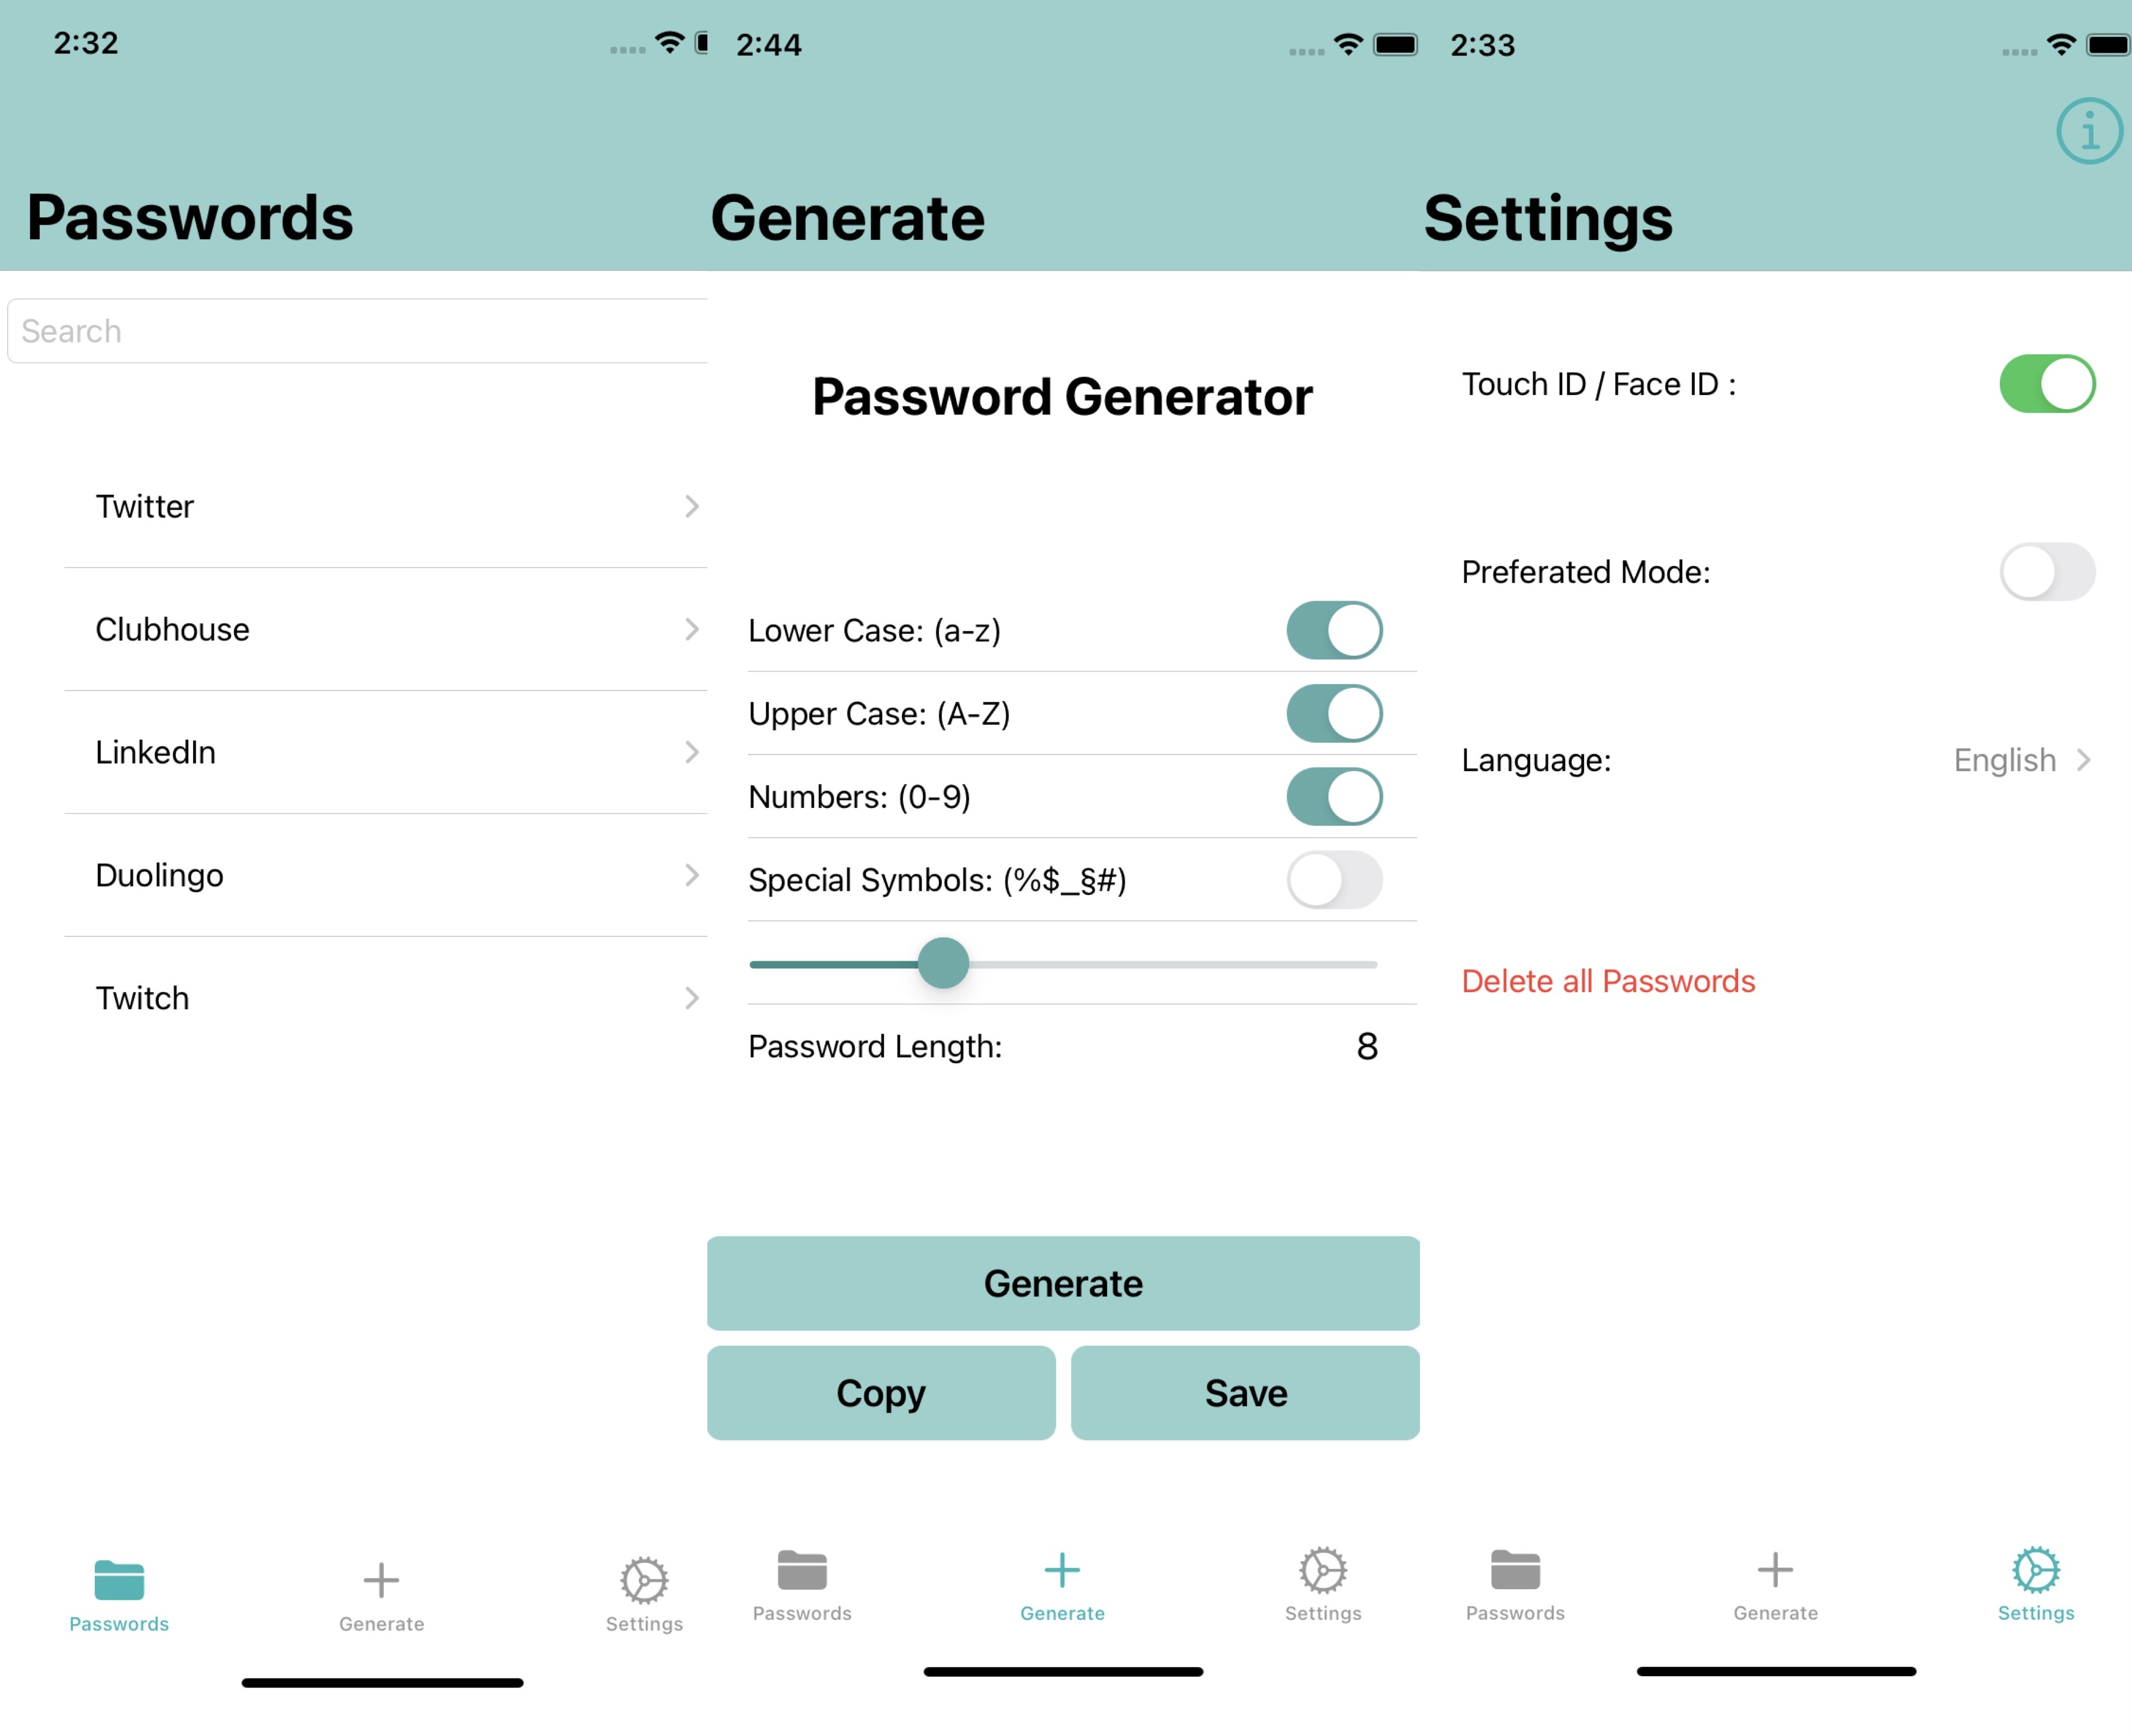 2:32
Passwords
Search
Twitter
Clubhouse
LinkedIn
Duolingo
Twitch
Passwords
Generate
Settings
2:44
Generate
Password Generator
Lower Case: (a-z)
Upper Case: (A-Z)
Numbers: (0-9)
Special Symbols: (%$_§#)
Password Length: 8
Generate
Copy Save
Passwords
Generate
Settings
2:33
Settings
Touch ID / Face ID :
Preferated Mode:
Language: English
Delete all Passwords
Passwords
Generate
Settings